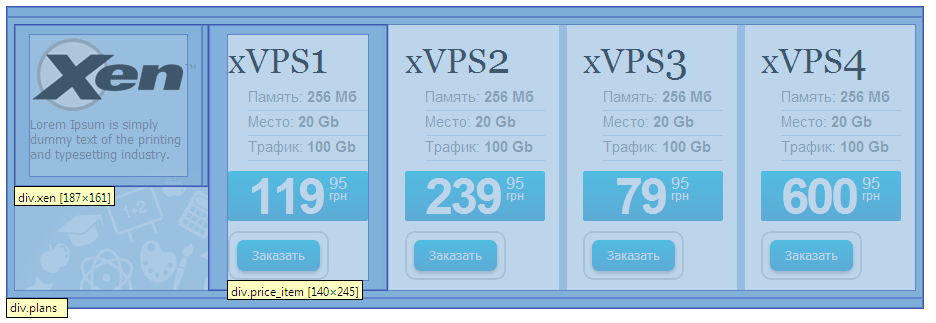 Xen™
Lorem Ipsum is simply
dummy text of the printing
and typesetting industry.
div.xen [187×161]
1+2
xVPS1
Память: 256 Мб
Место: 20 Gb
Трафик: 100 Gb
119 95 грн
Заказать
div.price_item [140×245]
xVPS2
Память: 256 Мб
Место: 20 Gb
Трафик: 100 Gb
239 95 грн
Заказать
xVPS3
Память: 256 Мб
Место: 20 Gb
Трафик: 100 Gb
79 95 грн
Заказать
xVPS4
Память: 256 Мб
Место: 20 Gb
Трафик: 100 Gb
600 95 грн
Заказать
div.plans